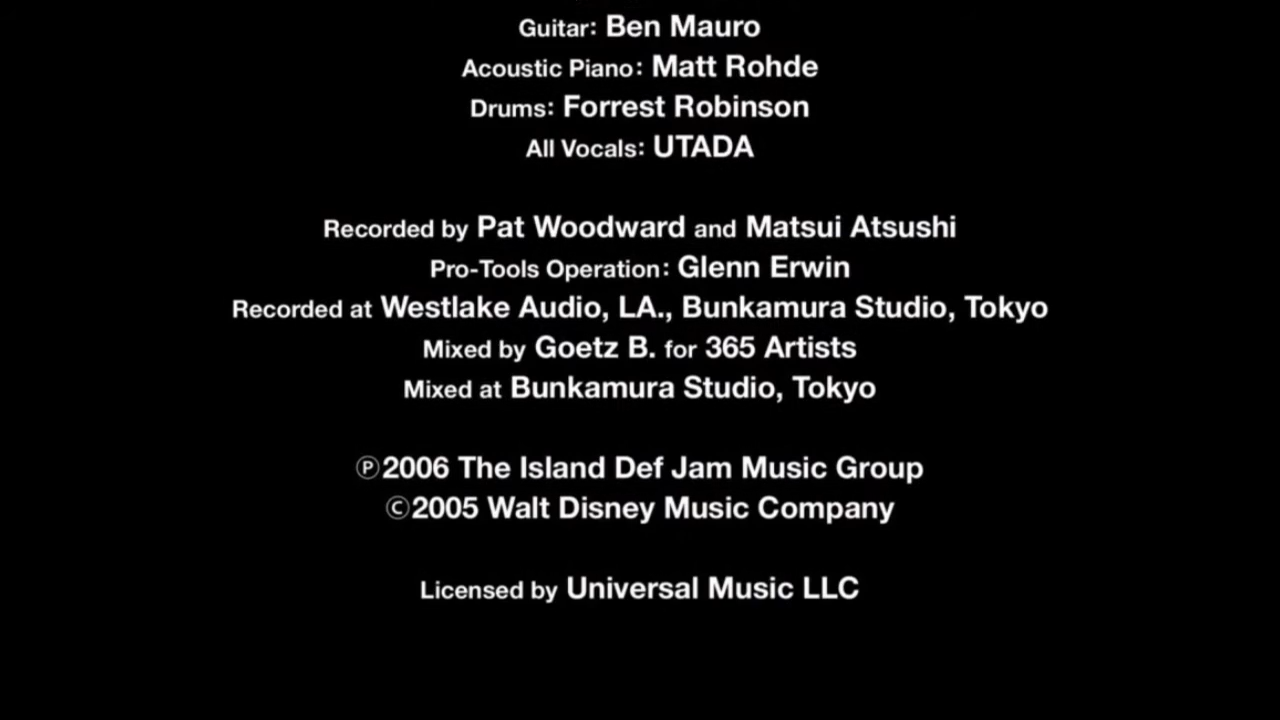 Guitar: Ben Mauro
Acoustic Piano: Matt Rohde
Drums: Forrest Robinson
All Vocals: UTADA
Recorded by Pat Woodward and Matsui Atsushi
Pro-Tools Operation: Glenn Erwin
Recorded at Westlake Audio, LA., Bunkamura Studio, Tokyo
Mixed by Goetz B. for 365 Artists
Mixed at Bunkamura Studio, Tokyo
Ⓟ2006 The Island Def Jam Music Group
©2005 Walt Disney Music Company
Licensed by Universal Music LLC